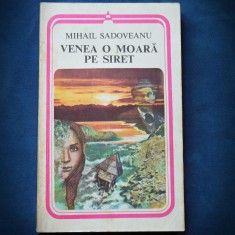 MIHAIL SADOVEANU
VENEA O MOARĂ
PE SIRET